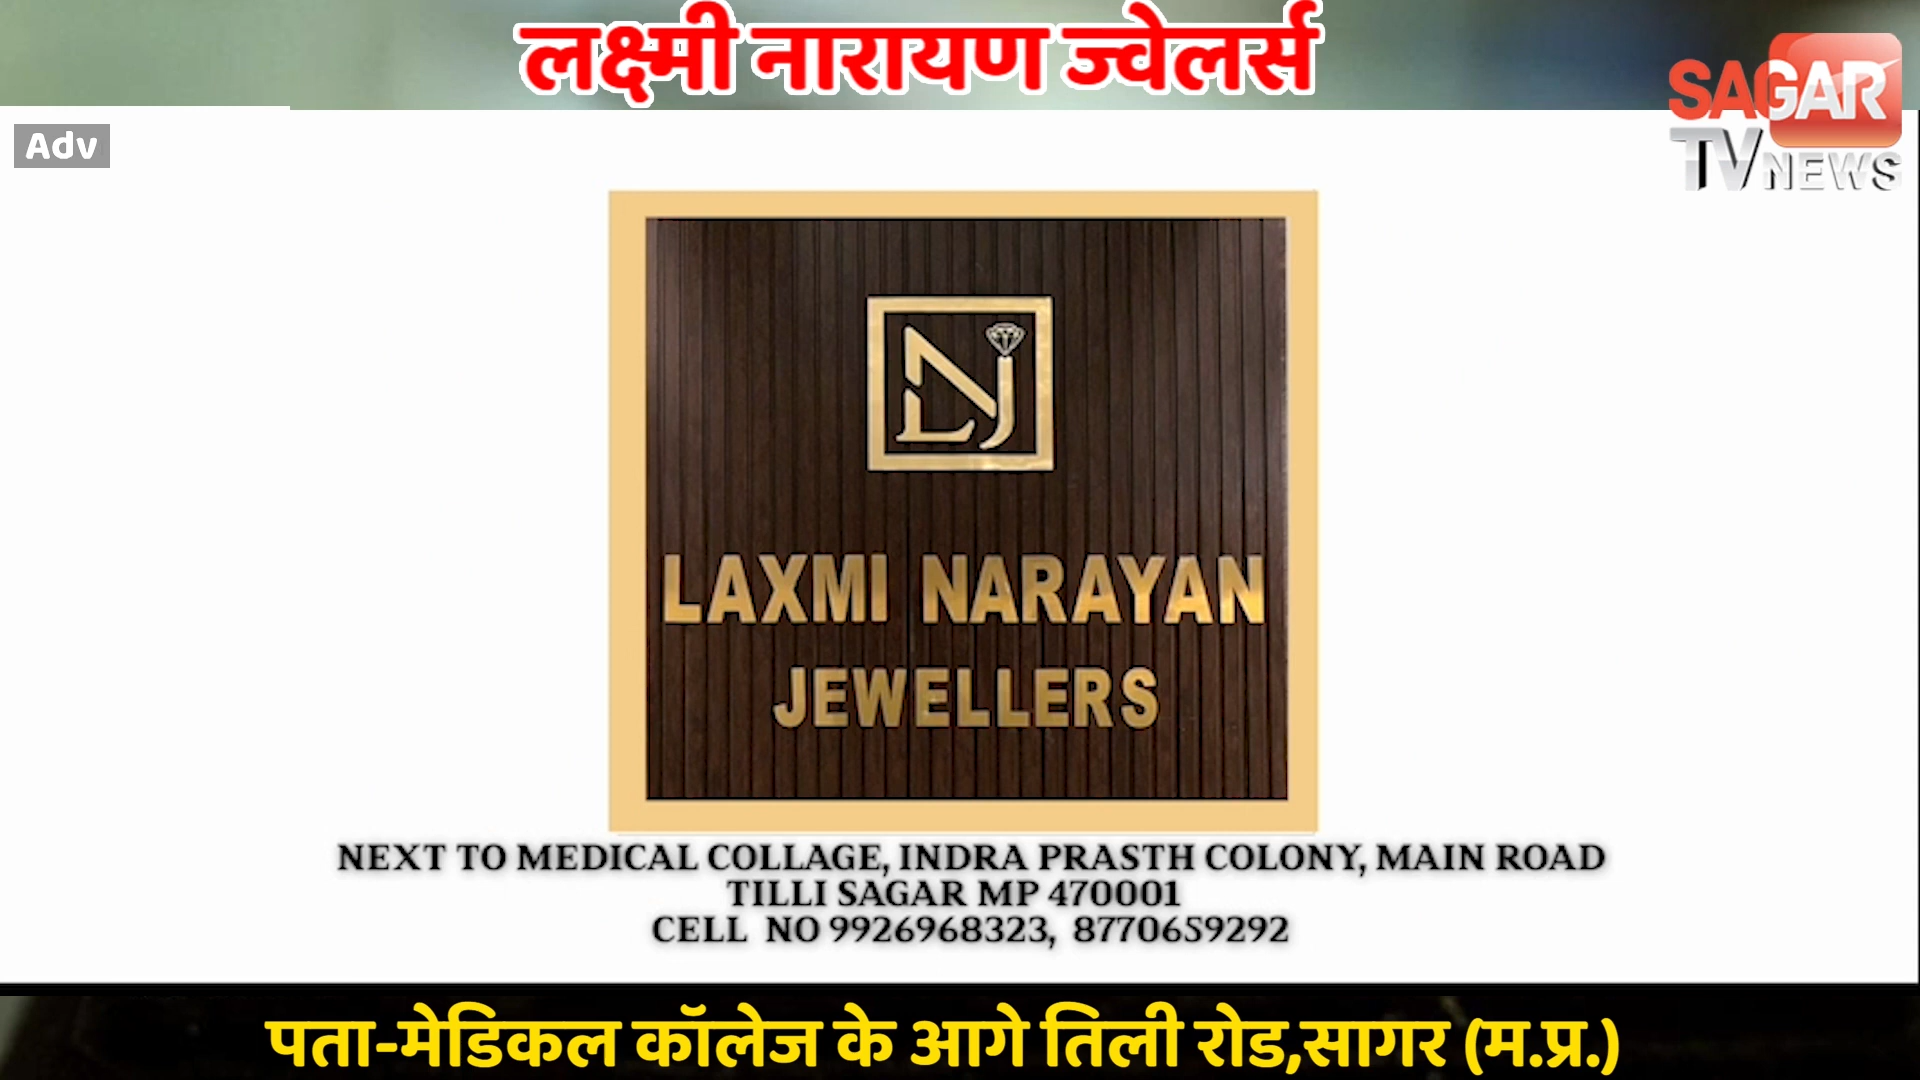 लक्ष्मी नारायण ज्वेलर्स
SAGAR
TV NEWS
Adv
LNJ
LAXMI NARAYAN
JEWELLERS
NEXT TO MEDICAL COLLAGE, INDRA PRASTH COLONY, MAIN ROAD
TILLI SAGAR MP 470001
CELL NO 9926968323, 8770659292
पता-मेडिकल कॉलेज के आगे तिली रोड,सागर (म.प्र.)